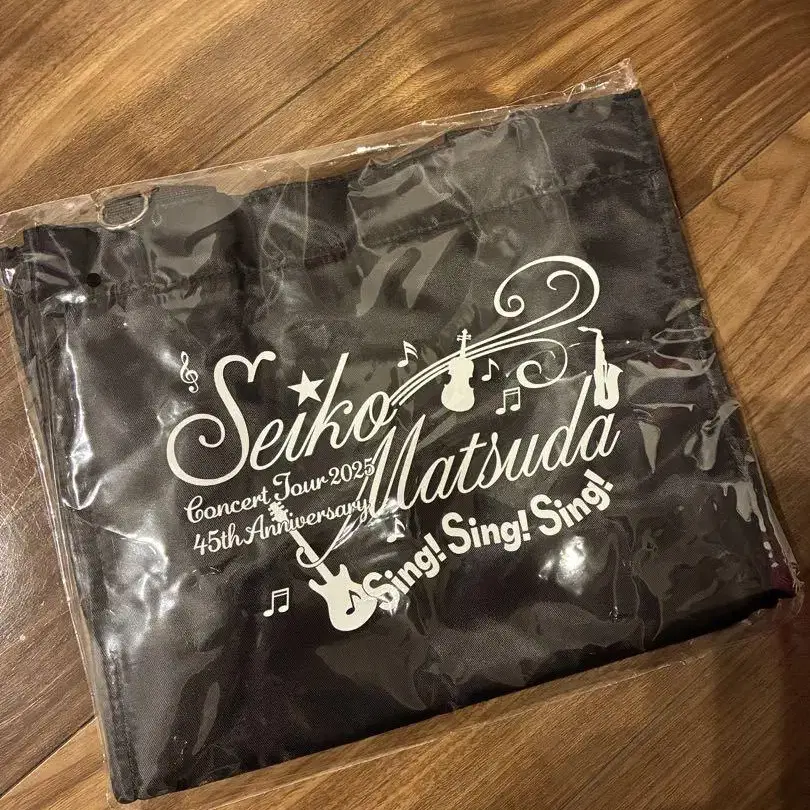 Seiko
Matsuda
Concert Tour 2025
45th Anniversary
Sing! Sing! Sing!